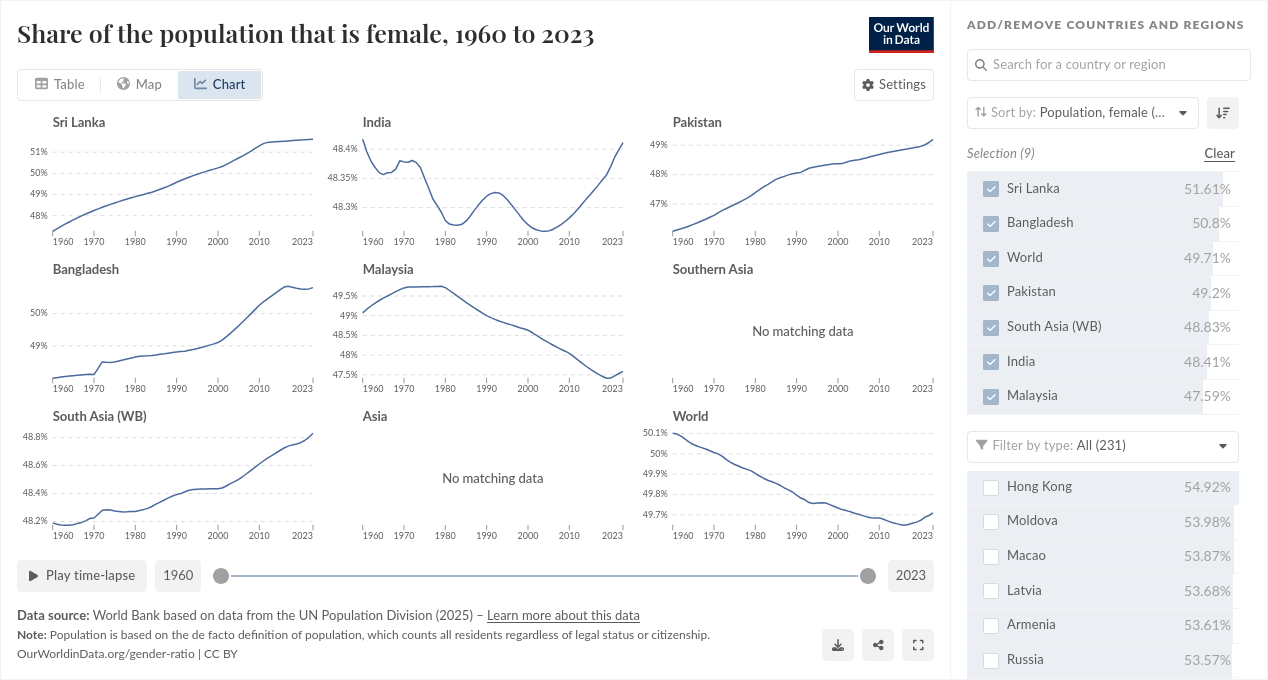 Share of the population that is female, 1960 to 2023
Our World
in Data
Table
Map
Chart
Settings
Sri Lanka
51%
50%
49%
48%
1960 1970 1980 1990 2000 2010 2023
India
48.4%
48.35%
48.3%
1960 1970 1980 1990 2000 2010 2023
Pakistan
49%
48%
47%
1960 1970 1980 1990 2000 2010 2023
Bangladesh
50%
49%
1960 1970 1980 1990 2000 2010 2023
Malaysia
49.5%
49%
48.5%
48%
47.5%
1960 1970 1980 1990 2000 2010 2023
Southern Asia
No matching data
1960 1970 1980 1990 2000 2010 2023
South Asia (WB)
48.8%
48.6%
48.4%
48.2%
1960 1970 1980 1990 2000 2010 2023
Asia
No matching data
1960 1970 1980 1990 2000 2010 2023
World
50.1%
50%
49.9%
49.8%
49.7%
1960 1970 1980 1990 2000 2010 2023
Play time-lapse
1960
2023
Data source: World Bank based on data from the UN Population Division (2025) – Learn more about this data
Note: Population is based on the de facto definition of population, which counts all residents regardless of legal status or citizenship.
OurWorldinData.org/gender-ratio | CC BY
ADD/REMOVE COUNTRIES AND REGIONS
Search for a country or region
Sort by: Population, female (...
Selection (9)
Clear
Sri Lanka 51.61%
Bangladesh 50.8%
World 49.71%
Pakistan 49.2%
South Asia (WB) 48.83%
India 48.41%
Malaysia 47.59%
Filter by type: All (231)
Hong Kong 54.92%
Moldova 53.98%
Macao 53.87%
Latvia 53.68%
Armenia 53.61%
Russia 53.57%